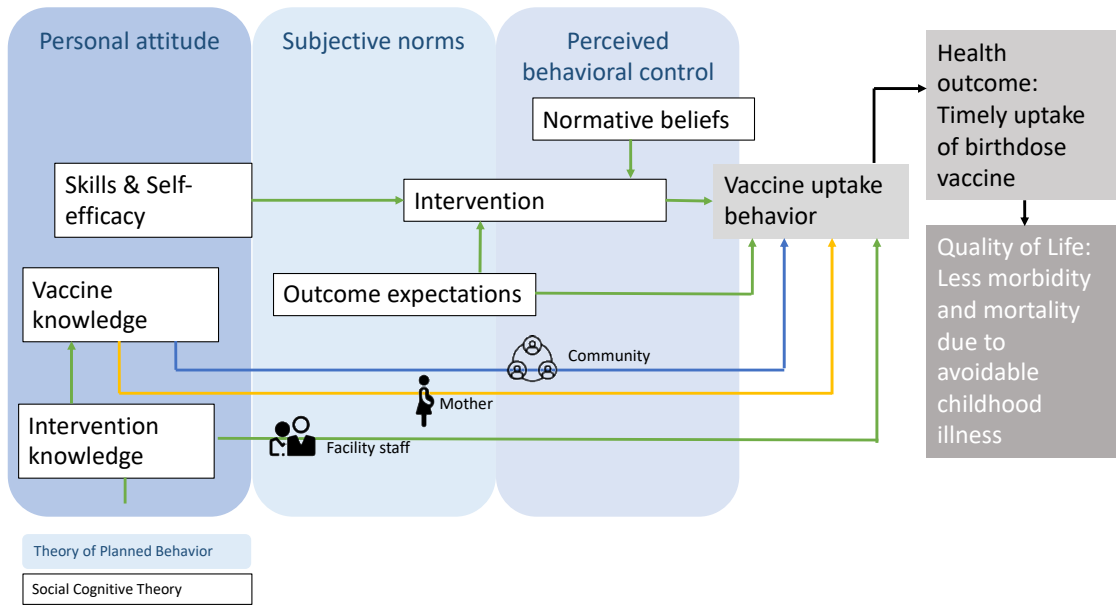 Personal attitude
Subjective norms
Perceived
behavioral control
Health
outcome:
Timely uptake
of birthdose
vaccine
Normative beliefs
Skills & Self-
efficacy
Intervention
Vaccine uptake
behavior
Quality of Life:
Less morbidity
and mortality
due to
avoidable
childhood
illness
Vaccine
knowledge
Outcome expectations
Community
Mother
Intervention
knowledge
Facility staff
Theory of Planned Behavior
Social Cognitive Theory